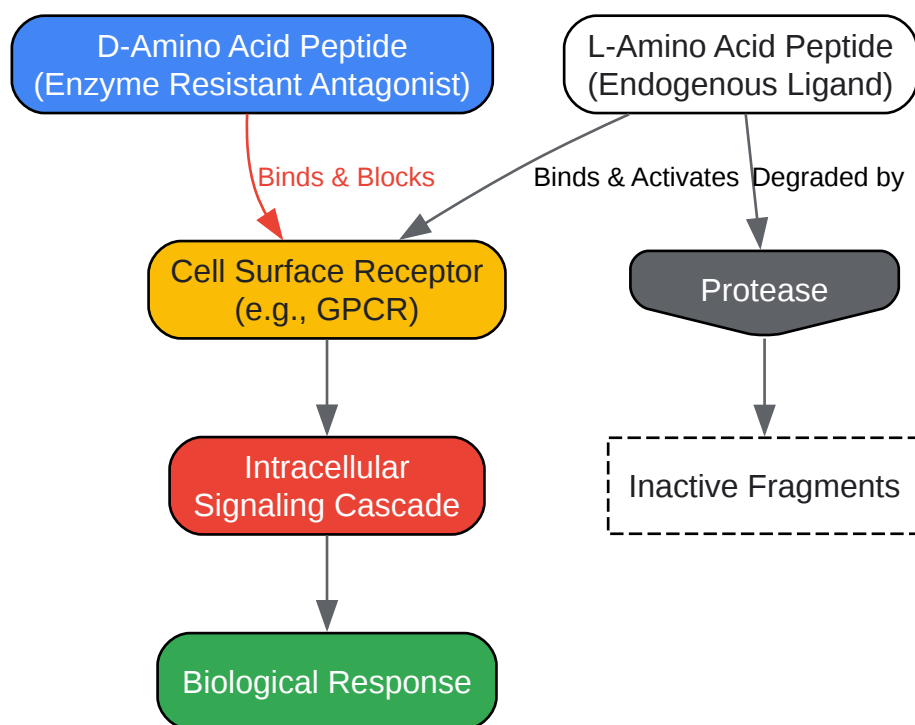 D-Amino Acid Peptide
(Enzyme Resistant Antagonist)
L-Amino Acid Peptide
(Endogenous Ligand)
Binds & Blocks
Binds & Activates
Degraded by
Cell Surface Receptor
(e.g., GPCR)
Protease
Intracellular
Signaling Cascade
Inactive Fragments
Biological Response